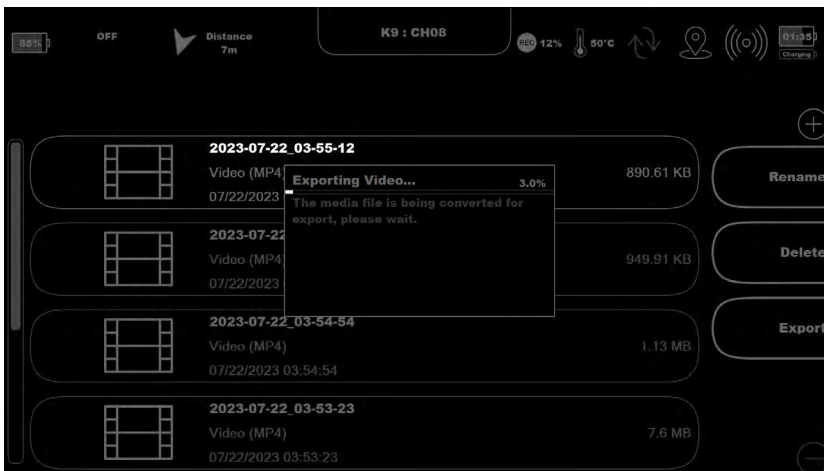 85%
OFF
Distance
7m
K9 : CH08
REC
12%
50°C
01:35
Charging
2023-07-22_03-55-12
Video (MP4)
07/22/2023
890.61 KB
Exporting Video...
3.0%
The media file is being converted for
export, please wait.
Rename
2023-07-22
Video (MP4)
07/22/2023
949.91 KB
Delete
2023-07-22_03-54-54
Video (MP4)
07/22/2023 03:54:54
1.13 MB
Export
2023-07-22_03-53-23
Video (MP4)
07/22/2023 03:53:23
7.6 MB